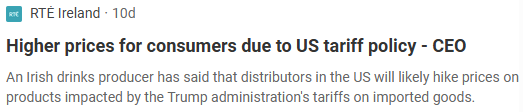 RTÉ RTÉ Ireland · 10d
Higher prices for consumers due to US tariff policy - CEO
An Irish drinks producer has said that distributors in the US will likely hike prices on
products impacted by the Trump administration's tariffs on imported goods.